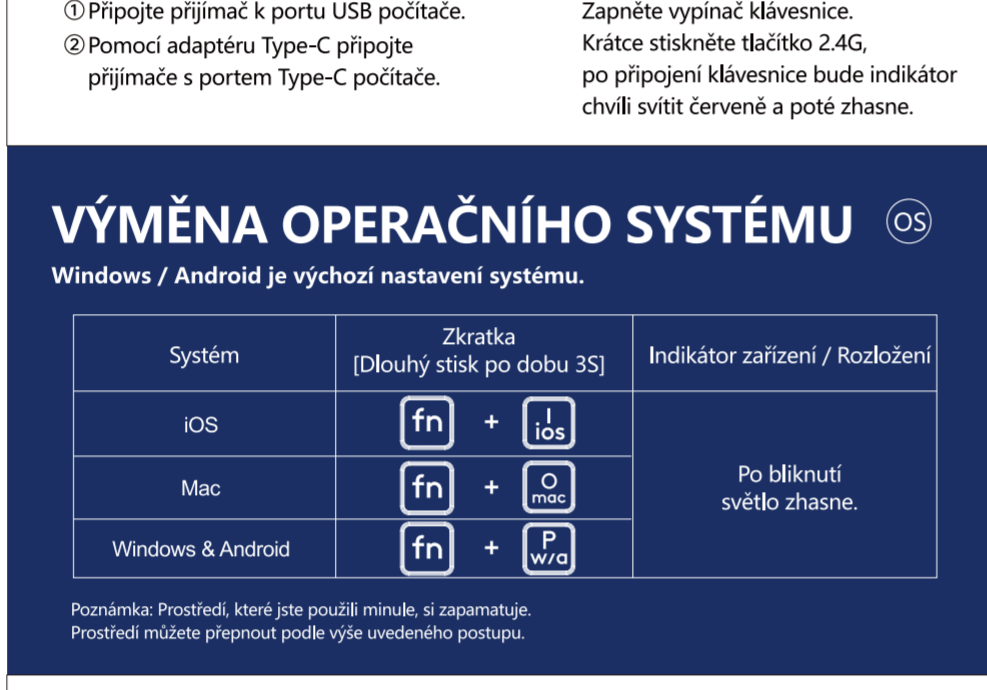 ①Připojte přijímač k portu USB počítače.
②Pomocí adaptéru Type-C připojte
přijímače s portem Type-C počítače.
Zapněte vypínač klávesnice.
Krátce stiskněte tlačítko 2.4G,
po připojení klávesnice bude indikátor
chvíli svítit červeně a poté zhasne.
VÝMĚNA OPERAČNÍHO SYSTÉMU OS
Windows / Android je výchozí nastavení systému.
Systém
Zkratka
[Dlouhý stisk po dobu 3S]
Indikátor zařízení / Rozložení
iOS
fn + I
ios
Mac
fn + O
mac
Windows & Android
fn + P
w/a
Po bliknutí
světlo zhasne.
Poznámka: Prostředí, které jste použili minule, si zapamatuje.
Prostředí můžete přepnout podle výše uvedeného postupu.